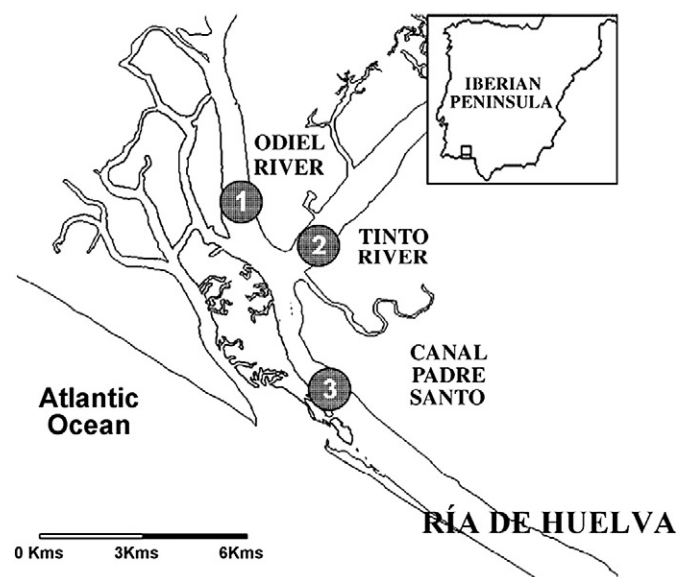 IBERIAN
PENINSULA
ODIEL
RIVER
1
2
TINTO
RIVER
CANAL
PADRE
SANTO
3
Atlantic
Ocean
RÍA DE HUELVA
0 Kms 3Kms 6Kms